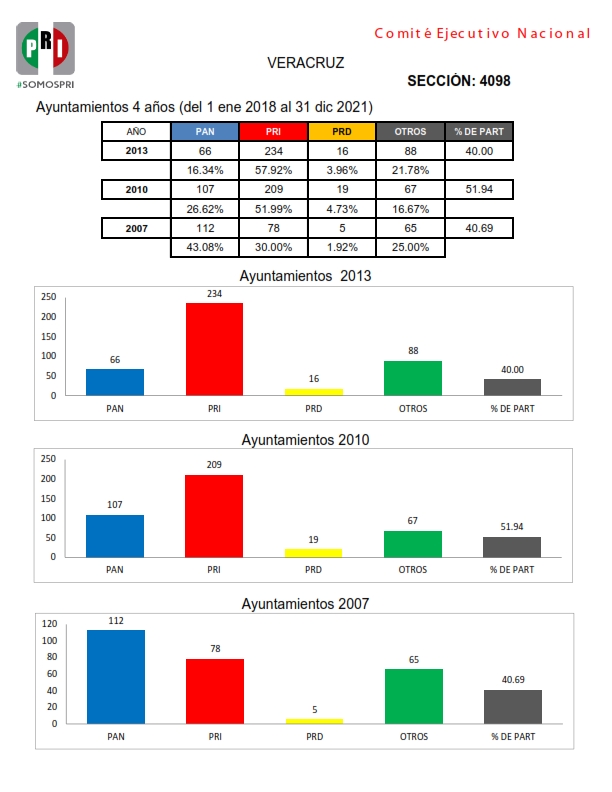 Comité Ejecutivo Nacional
PRI
#SOMOSPRI
VERACRUZ
SECCIÓN: 4098
Ayuntamientos 4 años (del 1 ene 2018 al 31 dic 2021)
AÑO PAN PRI PRD OTROS % DE PART
2013 66 234 16 88 40.00
16.34% 57.92% 3.96% 21.78%
2010 107 209 19 67 51.94
26.62% 51.99% 4.73% 16.67%
2007 112 78 5 65 40.69
43.08% 30.00% 1.92% 25.00%
Ayuntamientos 2013
250
200
150
100
50
0
66 234 16 88 40.00
PAN PRI PRD OTROS % DE PART
Ayuntamientos 2010
250
200
150
100
50
0
107 209 19 67 51.94
PAN PRI PRD OTROS % DE PART
Ayuntamientos 2007
120
100
80
60
40
20
0
112 78 5 65 40.69
PAN PRI PRD OTROS % DE PART